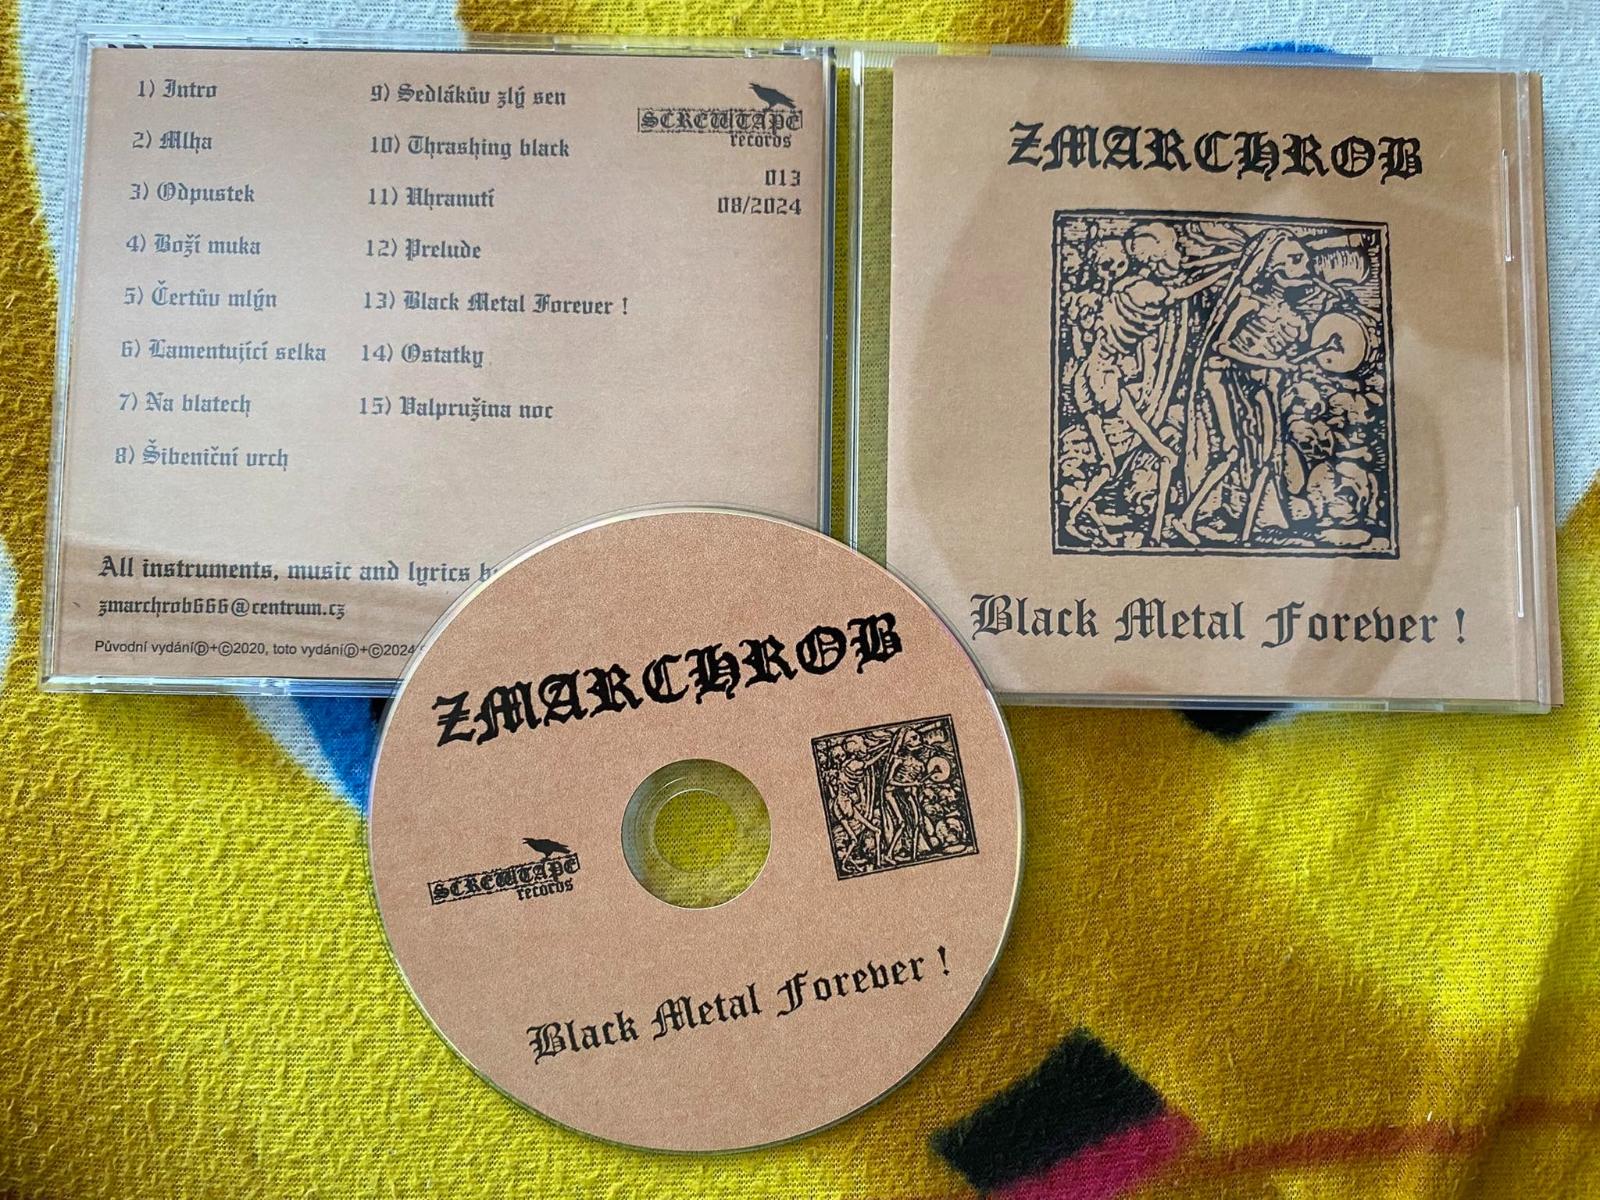 1) Intro
2) Mlha
3) Odpustek
4) Boží muka
5) Čertův mlýn
6) Lamentující selka
7) Na blatech
8) Šibeniční vrch
9) Sedlákův zlý sen
10) Thrashing black
11) Uhranutí
12) Prelude
13) Black Metal Forever !
14) Ostatky
15) Valpružina noc
SCREWTAPE
records
013
08/2024
All instruments, music and lyrics
zmarchrob666@centrum.cz
Původní vydáníⓅ+©2020, toto vydáníⓅ+©2024
ZMARCHROB
Black Metal Forever !
ZMARCHROB
SCREWTAPE
records
Black Metal Forever !